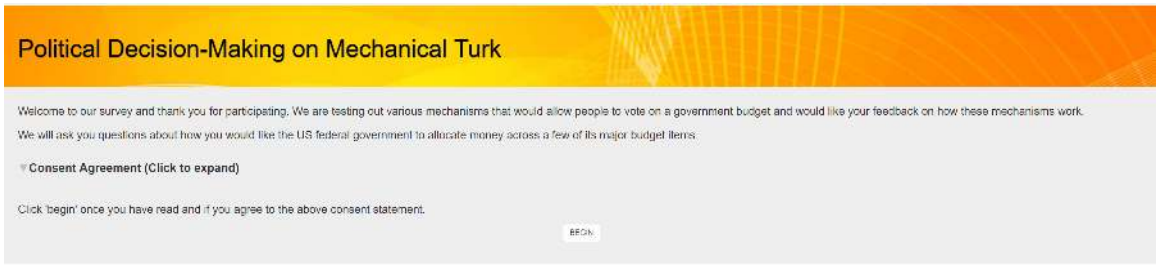 Political Decision-Making on Mechanical Turk
Welcome to our survey and thank you for participating. We are testing out various mechanisms that would allow people to vote on a government budget and would like your feedback on how these mechanisms work.
We will ask you questions about how you would like the US federal government to allocate money across a few of its major budget items.
Consent Agreement (Click to expand)
Click 'begin' once you have read and if you agree to the above consent statement.
BEGIN